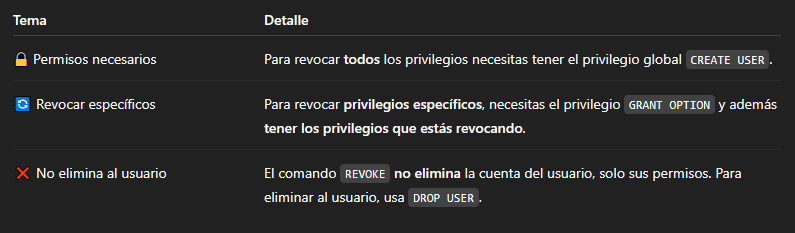 Tema Detalle
🔒 Permisos necesarios Para revocar todos los privilegios necesitas tener el privilegio global CREATE USER.
🔄 Revocar específicos Para revocar privilegios específicos, necesitas el privilegio GRANT OPTION y además
tener los privilegios que estás revocando.
❌ No elimina al usuario El comando REVOKE no elimina la cuenta del usuario, solo sus permisos. Para
eliminar al usuario, usa DROP USER.